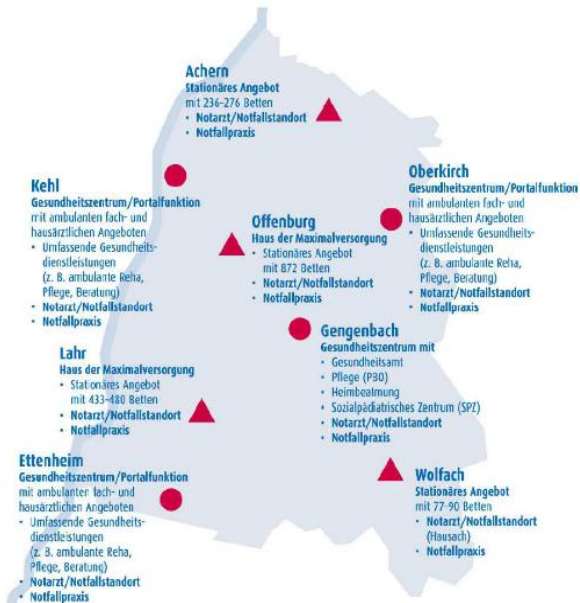 Achern
Stationäres Angebot
mit 236–276 Betten
• Notarzt/Notfallstandort
• Notfallpraxis
Kehl
Gesundheitszentrum/Portalfunktion
mit ambulanten fach- und
hausärztlichen Angeboten
• Umfassende Gesundheits-
dienstleistungen
(z. B. ambulante Reha,
Pflege, Beratung)
• Notarzt/Notfallstandort
• Notfallpraxis
Offenburg
Haus der Maximalversorgung
• Stationäres Angebot
mit 872 Betten
• Notarzt/Notfallstandort
• Notfallpraxis
Oberkirch
Gesundheitszentrum/Portalfunktion
mit ambulanten fach- und
hausärztlichen Angeboten
• Umfassende Gesundheits-
dienstleistungen
(z. B. ambulante Reha,
Pflege, Beratung)
• Notarzt/Notfallstandort
• Notfallpraxis
Gengenbach
Gesundheitszentrum mit
• Gesundheitsamt
• Pflege (PBO)
• Heimbeatmung
• Sozialpädiatrisches Zentrum (SPZ)
• Notarzt/Notfallstandort
• Notfallpraxis
Lahr
Haus der Maximalversorgung
• Stationäres Angebot
mit 433–480 Betten
• Notarzt/Notfallstandort
• Notfallpraxis
Ettenheim
Gesundheitszentrum/Portalfunktion
mit ambulanten fach- und
hausärztlichen Angeboten
• Umfassende Gesundheits-
dienstleistungen
(z. B. ambulante Reha,
Pflege, Beratung)
• Notarzt/Notfallstandort
• Notfallpraxis
Wolfach
Stationäres Angebot
mit 77–90 Betten
• Notarzt/Notfallstandort
(Hausach)
• Notfallpraxis